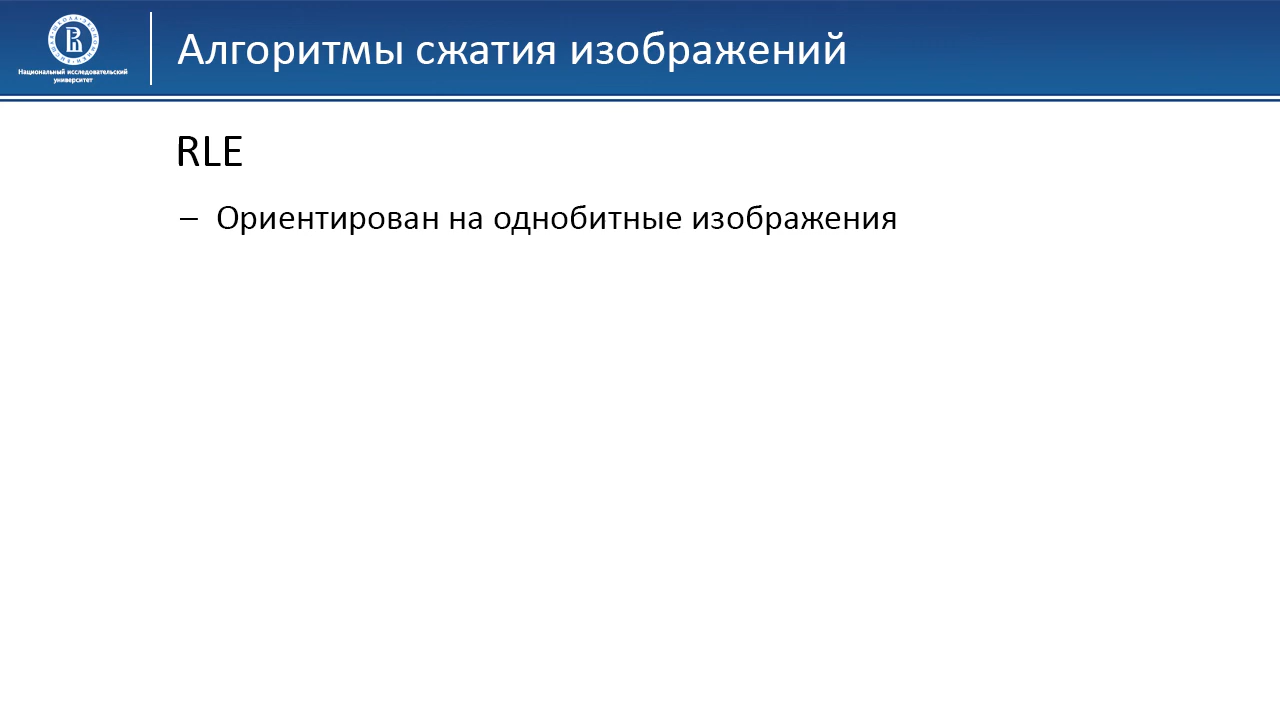 Алгоритмы сжатия изображений
Национальный исследовательский
университет
RLE
– Ориентирован на однобитные изображения